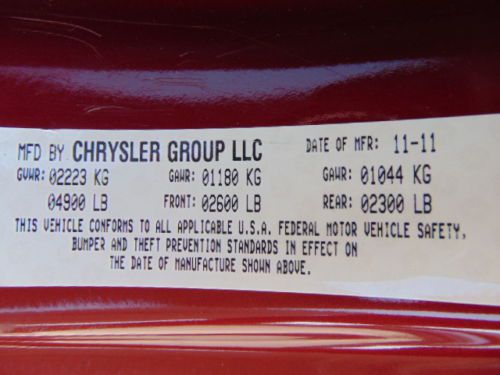 MFD BY CHRYSLER GROUP LLC DATE OF MFR: 11-11
GVWR: 02223 KG GAWR: 01180 KG GAWR: 01044 KG
04900 LB FRONT: 02600 LB REAR: 02300 LB
THIS VEHICLE CONFORMS TO ALL APPLICABLE U.S.A. FEDERAL MOTOR VEHICLE SAFETY,
BUMPER AND THEFT PREVENTION STANDARDS IN EFFECT ON
THE DATE OF MANUFACTURE SHOWN ABOVE.